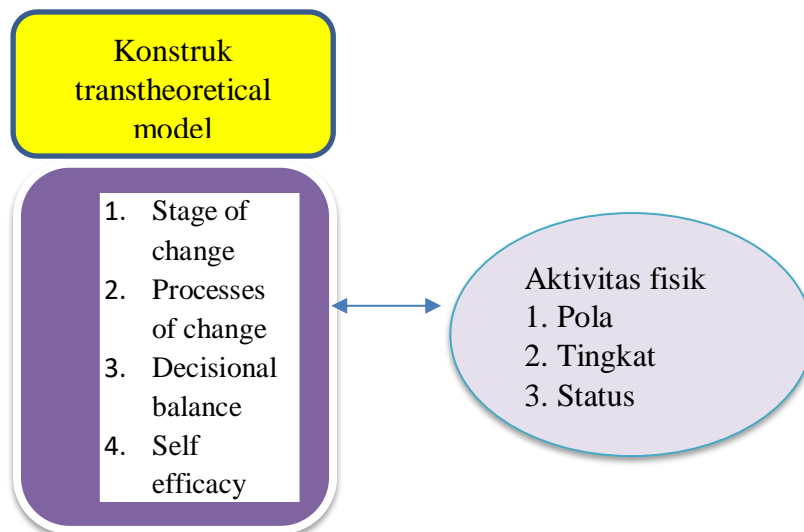 Konstruk
transtheoretical
model
1. Stage of
change
2. Processes
of change
3. Decisional
balance
4. Self
efficacy
Aktivitas fisik
1. Pola
2. Tingkat
3. Status